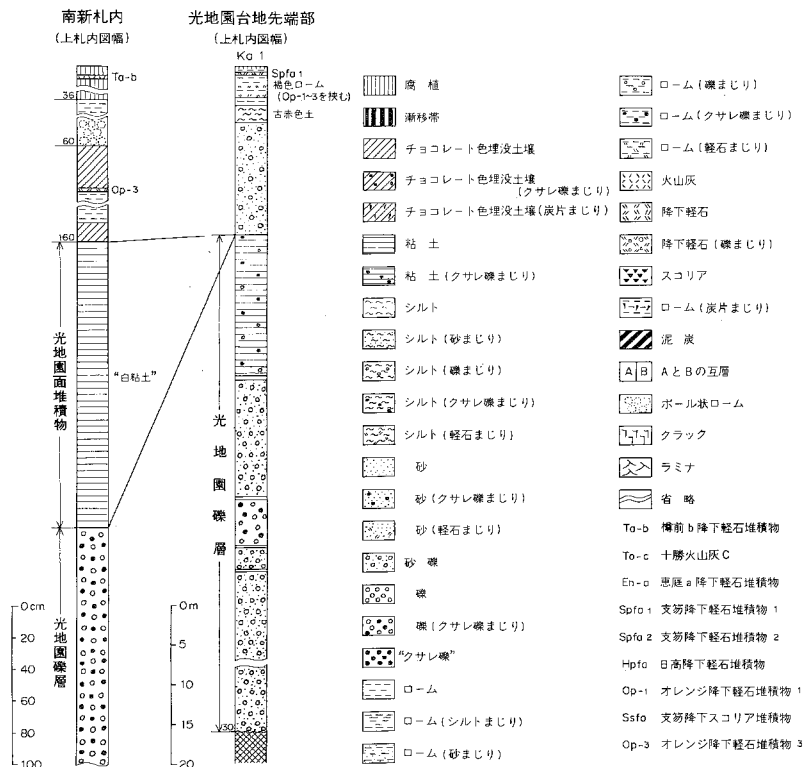 南新札内
(上札内図幅)
Ta-b
36
60
Op-3
160
光地園面堆積物
"白粘土"
光地園礫層
0cm
20
40
60
80
100
光地園台地先端部
(上札内図幅)
Ka 1
Spfa 1
褐色ローム
(Op-1~3を挟む)
古赤色土
光地園礫層
30
0m
5
10
15
20
腐植
漸移帯
チョコレート色埋没土壌
チョコレート色埋没土壌
(クサレ礫まじり)
チョコレート色埋没土壌(炭片まじり)
粘土
粘土(クサレ礫まじり)
シルト
シルト(砂まじり)
シルト(礫まじり)
シルト(クサレ礫まじり)
シルト(軽石まじり)
砂
砂(クサレ礫まじり)
砂(軽石まじり)
砂礫
礫
礫(クサレ礫まじり)
"クサレ礫"
ローム
ローム(シルトまじり)
ローム(砂まじり)
ローム(礫まじり)
ローム(クサレ礫まじり)
ローム(軽石まじり)
火山灰
降下軽石
降下軽石(礫まじり)
スコリア
ローム(炭片まじり)
泥炭
A B AとBの互層
ボール状ローム
クラック
ラミナ
省略
Ta-b 樽前b降下軽石堆積物
Ta-c 十勝火山灰C
En-a 恵庭a降下軽石堆積物
Spfa 1 支笏降下軽石堆積物 1
Spfa 2 支笏降下軽石堆積物 2
Hpfa 日高降下軽石堆積物
Op-1 オレンジ降下軽石堆積物 1
Ssfa 支笏降下スコリア堆積物
Op-3 オレンジ降下軽石堆積物 3